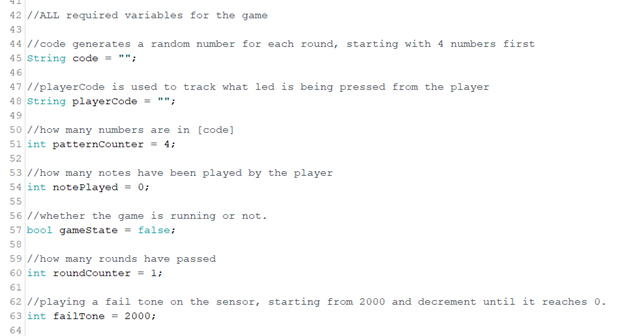 41
42 //ALL required variables for the game
43
44 //code generates a random number for each round, starting with 4 numbers first
45 String code = "";
46
47 //playerCode is used to track what led is being pressed from the player
48 String playerCode = "";
49
50 //how many numbers are in [code]
51 int patternCounter = 4;
52
53 //how many notes have been played by the player
54 int notePlayed = 0;
55
56 //whether the game is running or not.
57 bool gameState = false;
58
59 //how many rounds have passed
60 int roundCounter = 1;
61
62 //playing a fail tone on the sensor, starting from 2000 and decrement until it reaches 0.
63 int failTone = 2000;
64